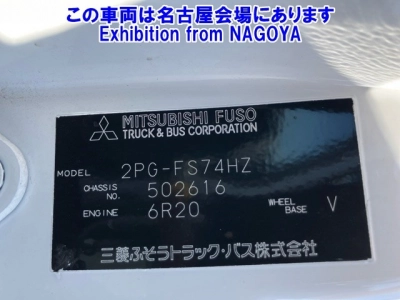 この車両は名古屋会場にあります
Exhibition from NAGOYA
MITSUBISHI FUSO
TRUCK & BUS CORPORATION
MODEL 2PG-FS74HZ
CHASSIS NO. 502616
ENGINE 6R20 WHEEL BASE V
三菱ふそうトラック・バス株式会社